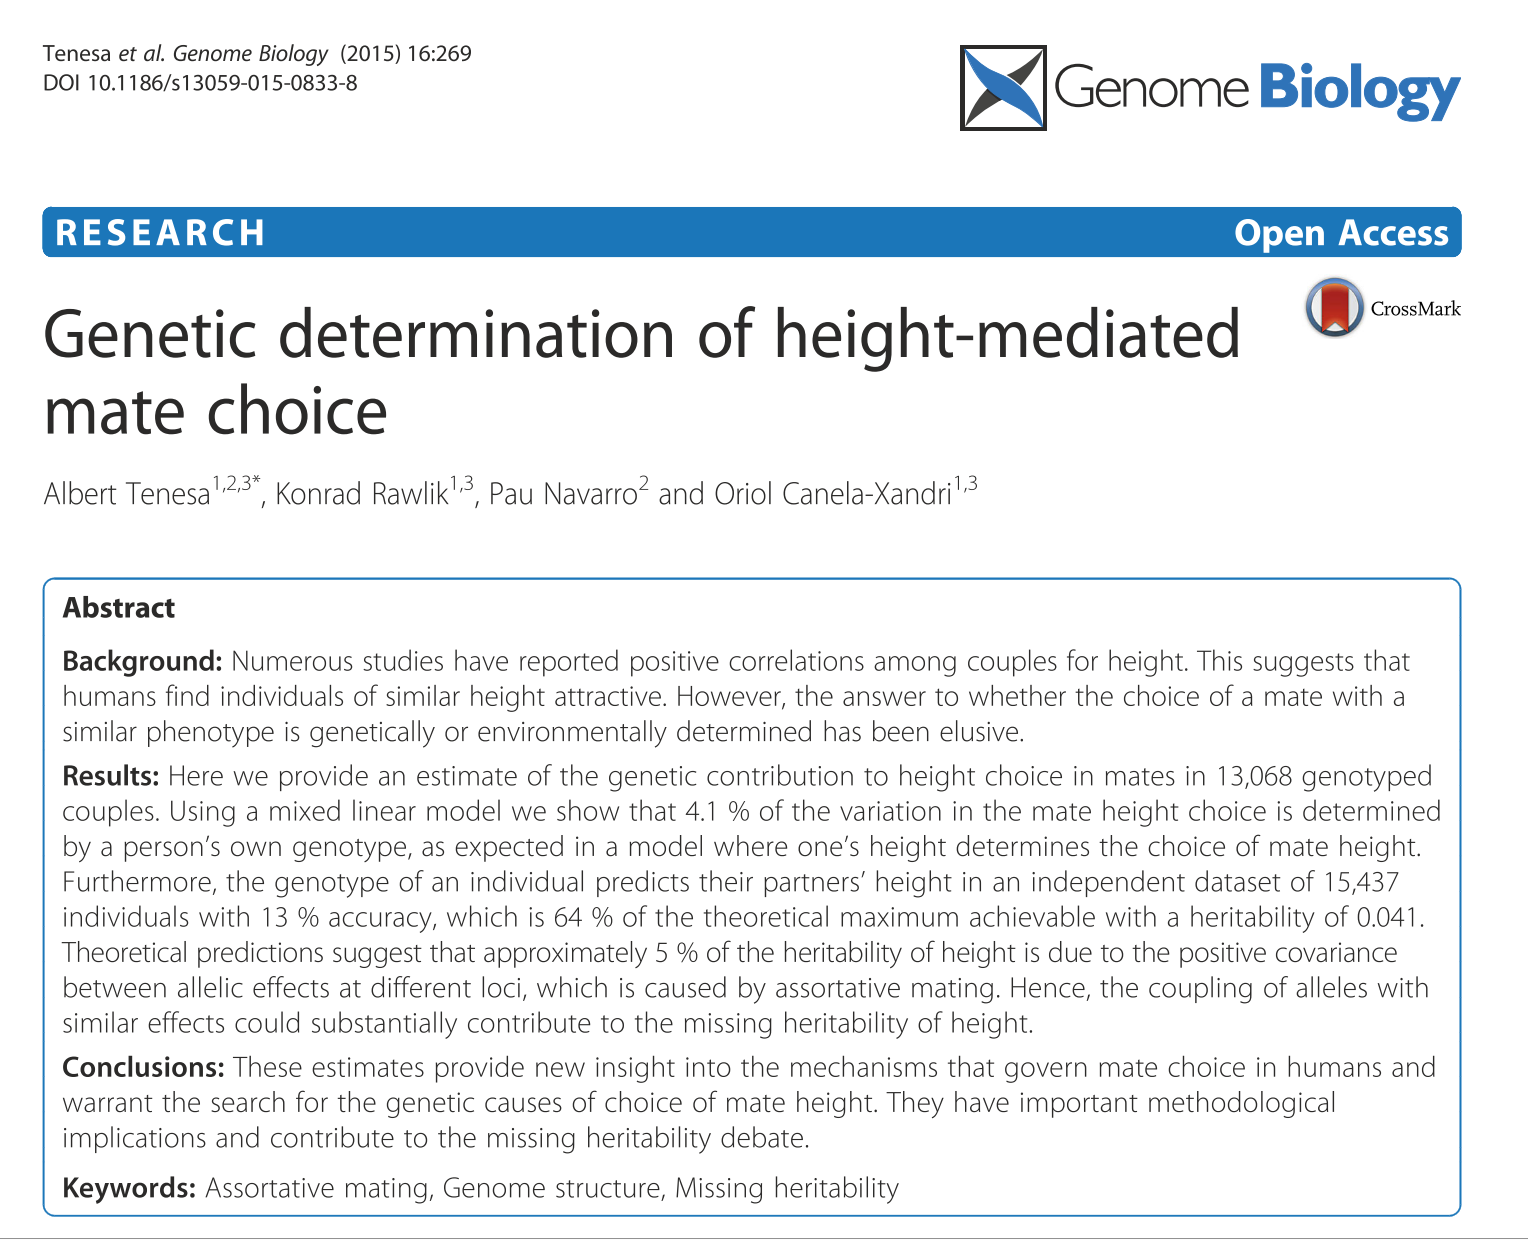 Tenesa et al. Genome Biology (2015) 16:269
DOI 10.1186/s13059-015-0833-8
Genome Biology
RESEARCH
Open Access
CrossMark
Genetic determination of height-mediated
mate choice
Albert Tenesa1,2,3*, Konrad Rawlik1,3, Pau Navarro2 and Oriol Canela-Xandri1,3
Abstract
Background: Numerous studies have reported positive correlations among couples for height. This suggests that
humans find individuals of similar height attractive. However, the answer to whether the choice of a mate with a
similar phenotype is genetically or environmentally determined has been elusive.
Results: Here we provide an estimate of the genetic contribution to height choice in mates in 13,068 genotyped
couples. Using a mixed linear model we show that 4.1 % of the variation in the mate height choice is determined
by a person's own genotype, as expected in a model where one's height determines the choice of mate height.
Furthermore, the genotype of an individual predicts their partners' height in an independent dataset of 15,437
individuals with 13 % accuracy, which is 64 % of the theoretical maximum achievable with a heritability of 0.041.
Theoretical predictions suggest that approximately 5 % of the heritability of height is due to the positive covariance
between allelic effects at different loci, which is caused by assortative mating. Hence, the coupling of alleles with
similar effects could substantially contribute to the missing heritability of height.
Conclusions: These estimates provide new insight into the mechanisms that govern mate choice in humans and
warrant the search for the genetic causes of choice of mate height. They have important methodological
implications and contribute to the missing heritability debate.
Keywords: Assortative mating, Genome structure, Missing heritability